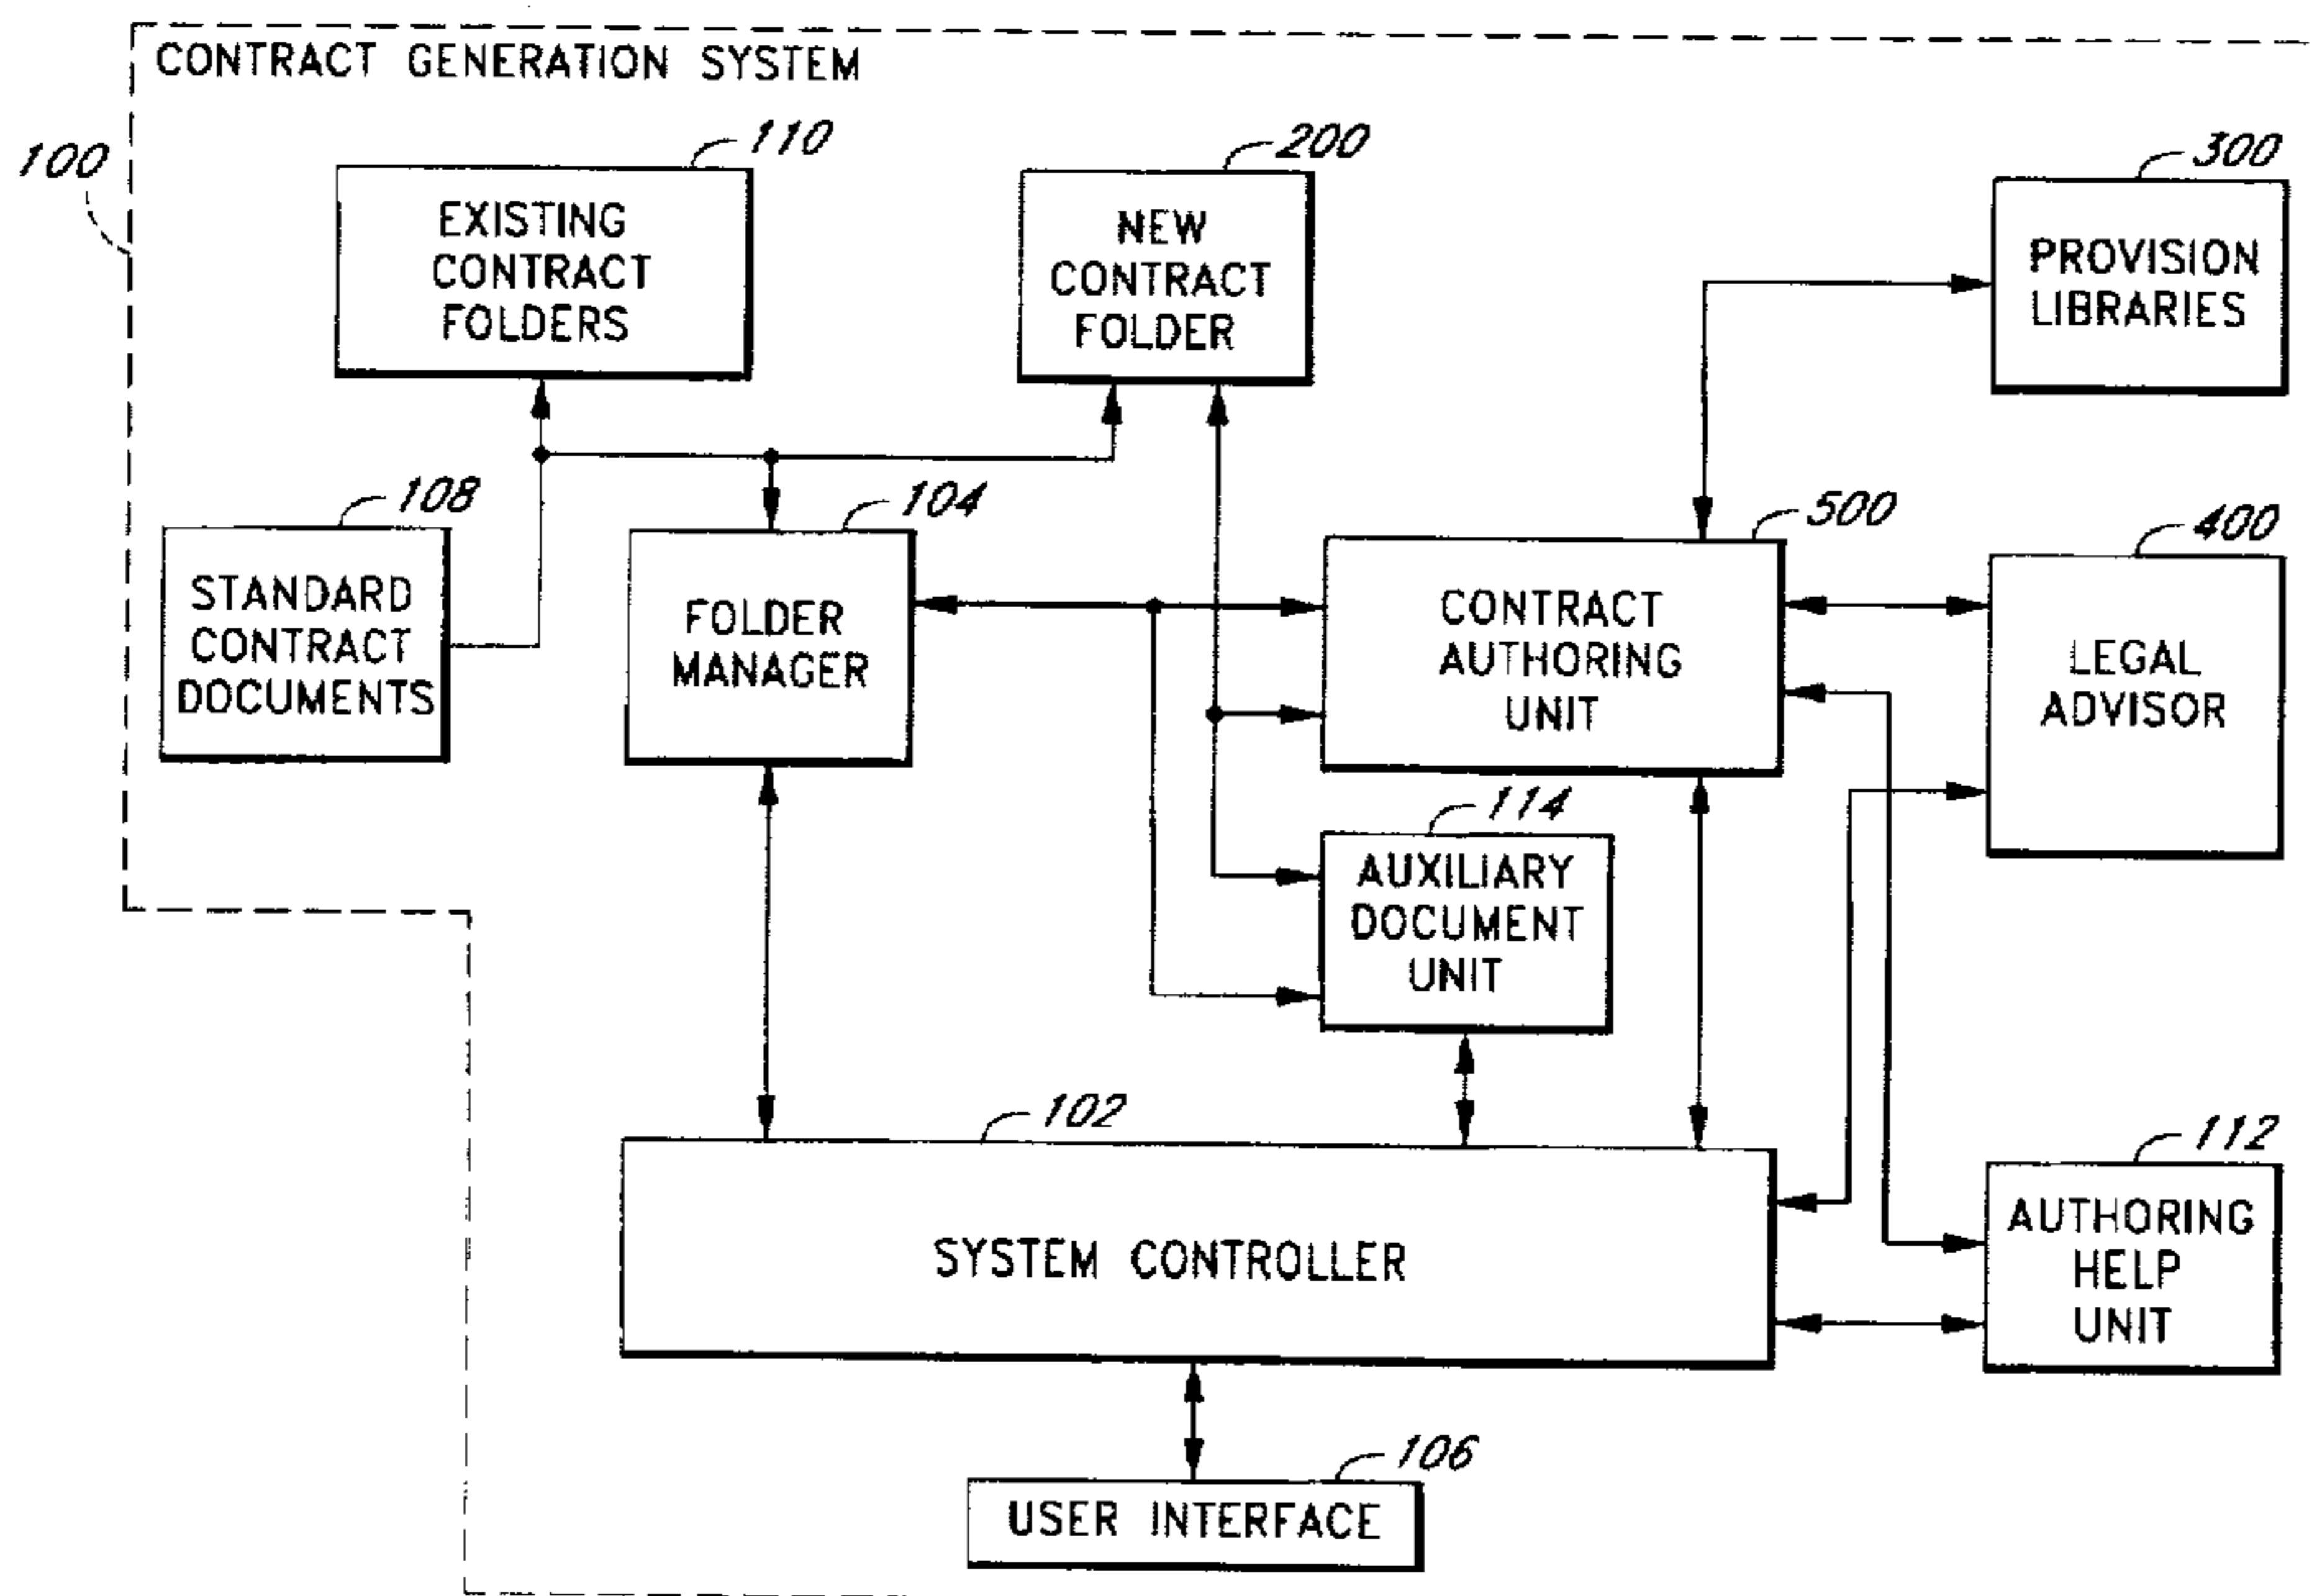 CONTRACT GENERATION SYSTEM
100
110
EXISTING
CONTRACT
FOLDERS
200
NEW
CONTRACT
FOLDER
300
PROVISION
LIBRARIES
108
STANDARD
CONTRACT
DOCUMENTS
104
FOLDER
MANAGER
500
CONTRACT
AUTHORING
UNIT
400
LEGAL
ADVISOR
114
AUXILIARY
DOCUMENT
UNIT
102
SYSTEM CONTROLLER
112
AUTHORING
HELP
UNIT
106
USER INTERFACE